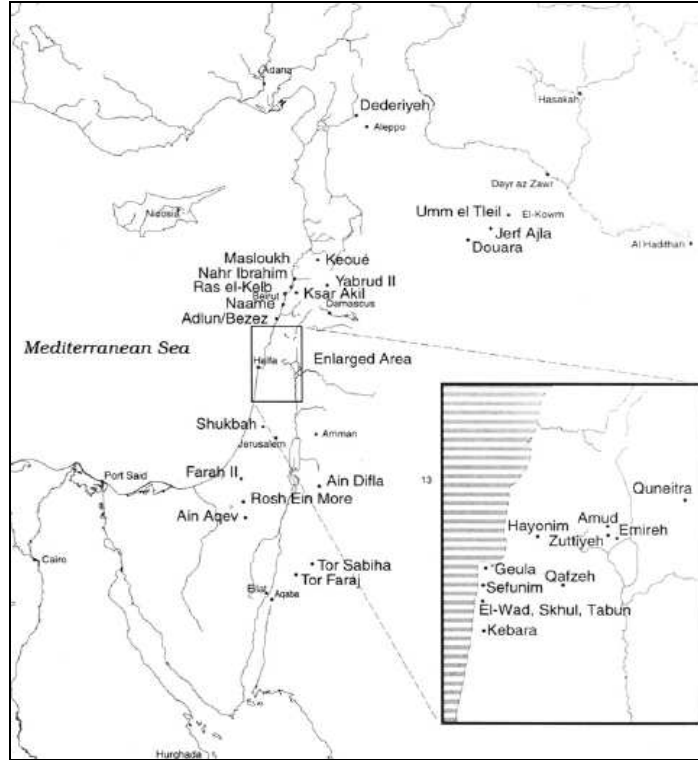 Adana
Dederiyeh
Aleppo
Hasakah
Dayr az Zawr
Nicosia
Umm el Tleil
El-Kowm
Jerf Ajla
Douara
Al Hadithah
Masloukh
Keoué
Nahr Ibrahim
Yabrud II
Ras el-Kelb
Beirut
Ksar Akil
Naame
Damascus
Adlun/Bezez
Mediterranean Sea
Haifa
Enlarged Area
Shukbah
Jerusalem
Amman
Port Said
Farah II
Ain Difla
13
Rosh Ein More
Ain Aqev
Cairo
Tor Sabiha
Tor Faraj
Eilat
Aqaba
Hurghada
Quneitra
Amud
Hayonim
Emireh
Zuttiyeh
Geula
Qafzeh
Sefunim
El-Wad, Skhul, Tabun
Kebara